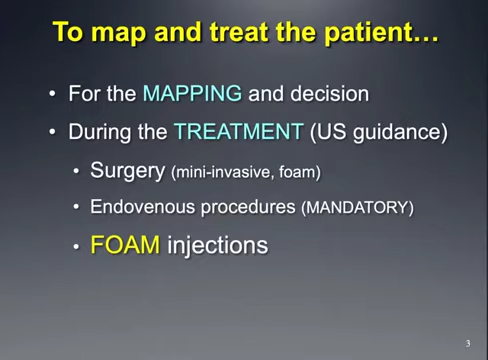 To map and treat the patient…
• For the MAPPING and decision
• During the TREATMENT (US guidance)
• Surgery (mini-invasive, foam)
• Endovenous procedures (MANDATORY)
• FOAM injections
3